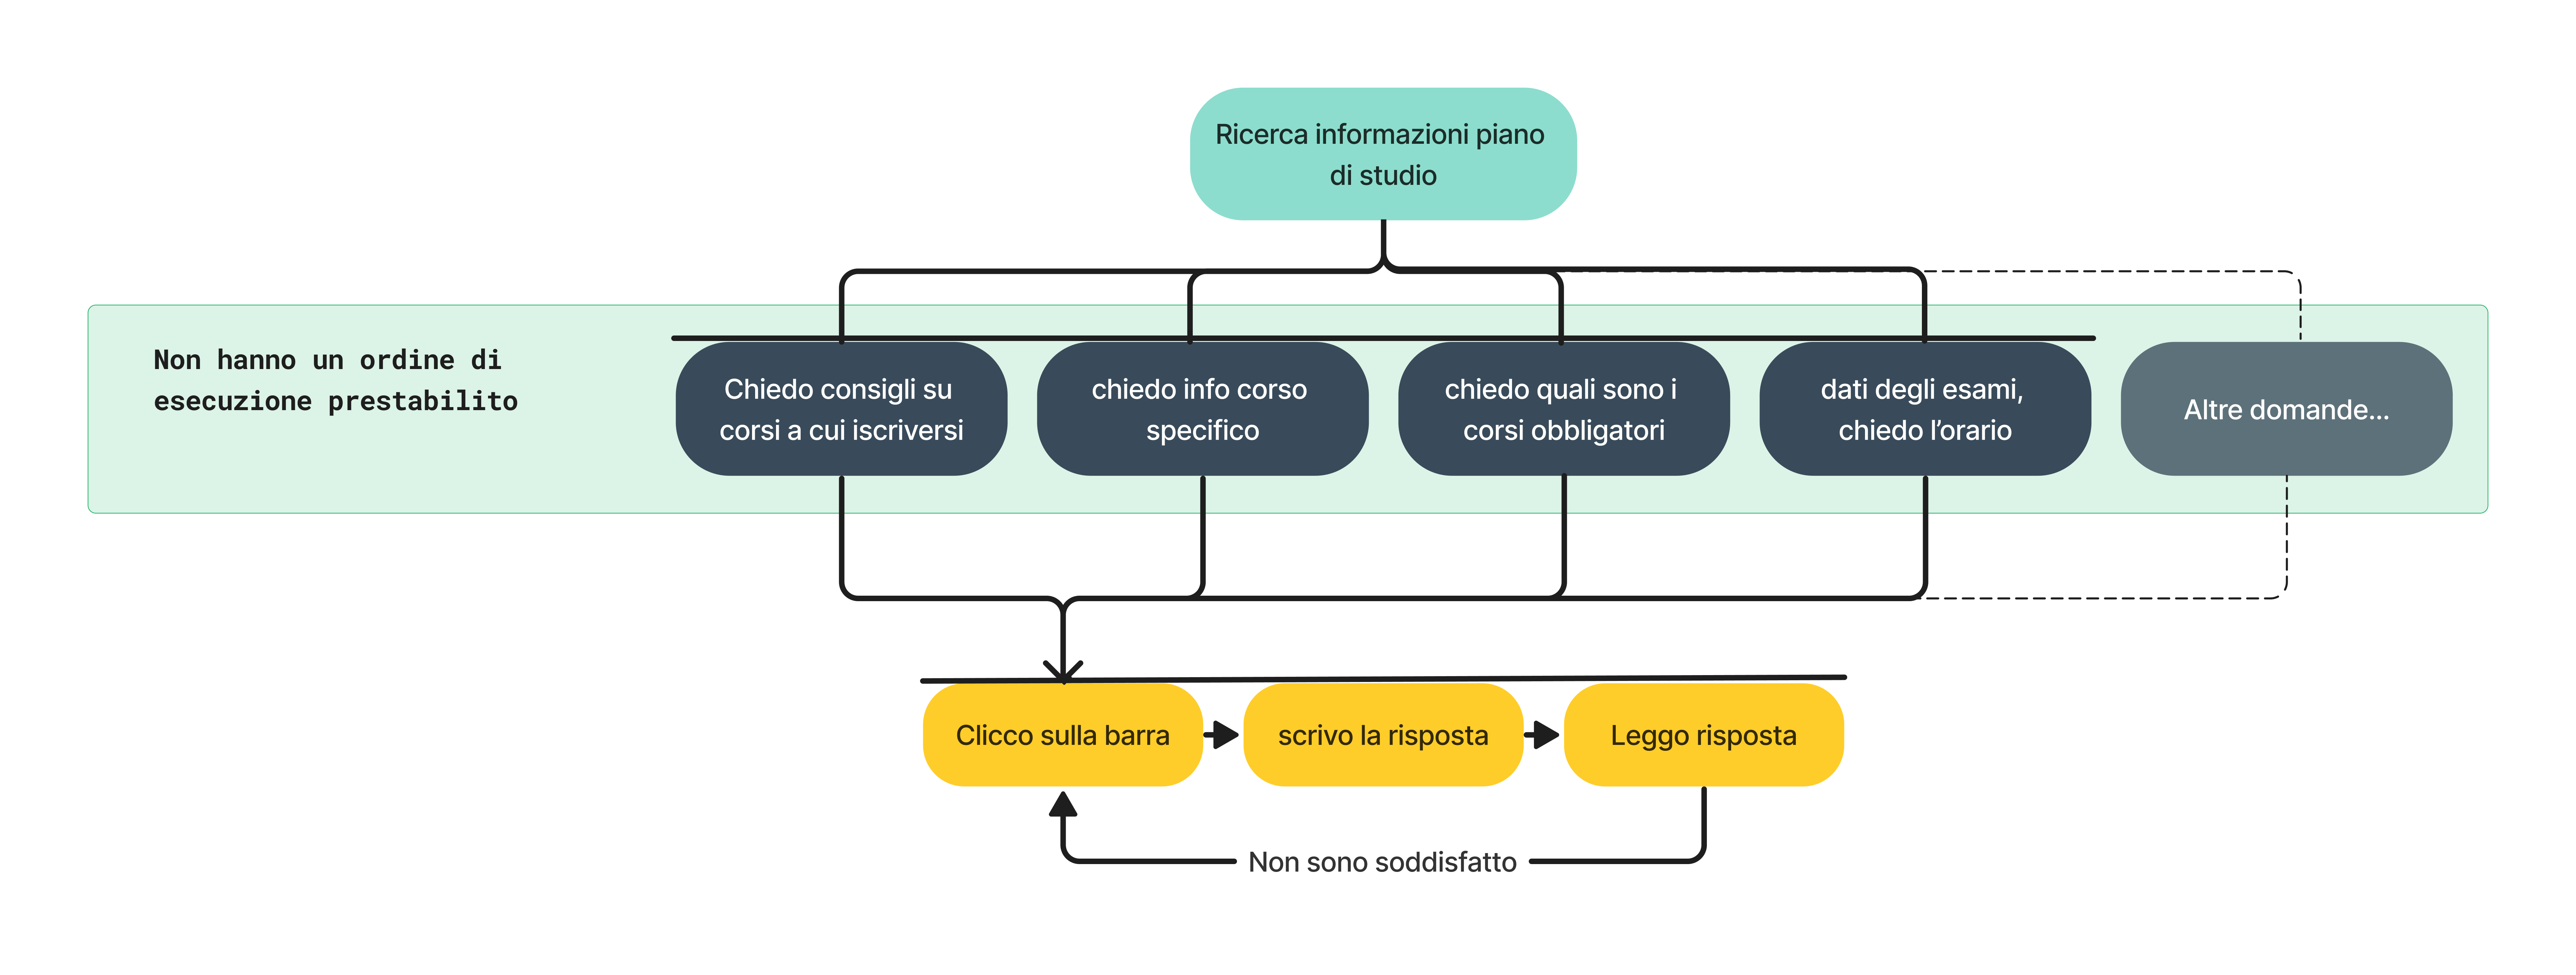 Ricerca informazioni piano
di studio
Non hanno un ordine di
esecuzione prestabilito
Chiedo consigli su
corsi a cui iscriversi
chiedo info corso
specifico
chiedo quali sono i
corsi obbligatori
dati degli esami,
chiedo l’orario
Altre domande...
Clicco sulla barra
scrivo la risposta
Leggo risposta
Non sono soddisfatto